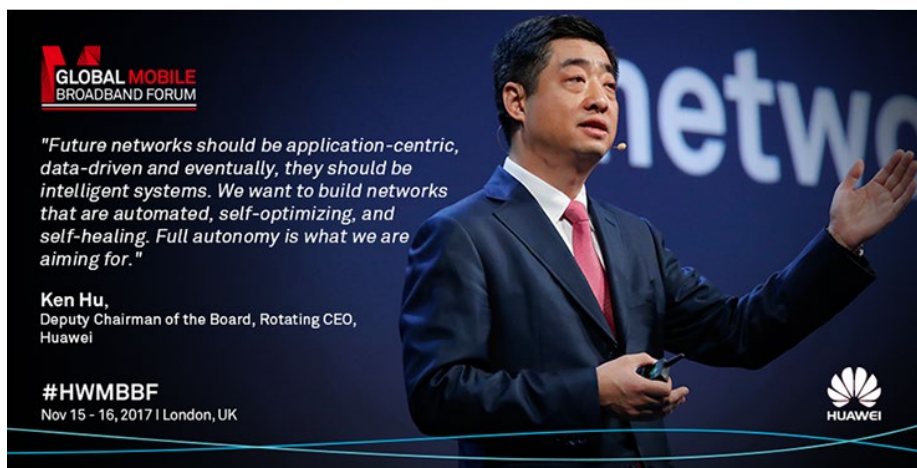 GLOBAL MOBILE
BROADBAND FORUM
"Future networks should be application-centric,
data-driven and eventually, they should be
intelligent systems. We want to build networks
that are automated, self-optimizing, and
self-healing. Full autonomy is what we are
aiming for."
Ken Hu,
Deputy Chairman of the Board, Rotating CEO,
Huawei
#HWMBBF
Nov 15 - 16, 2017 I London, UK
netwo
HUAWEI